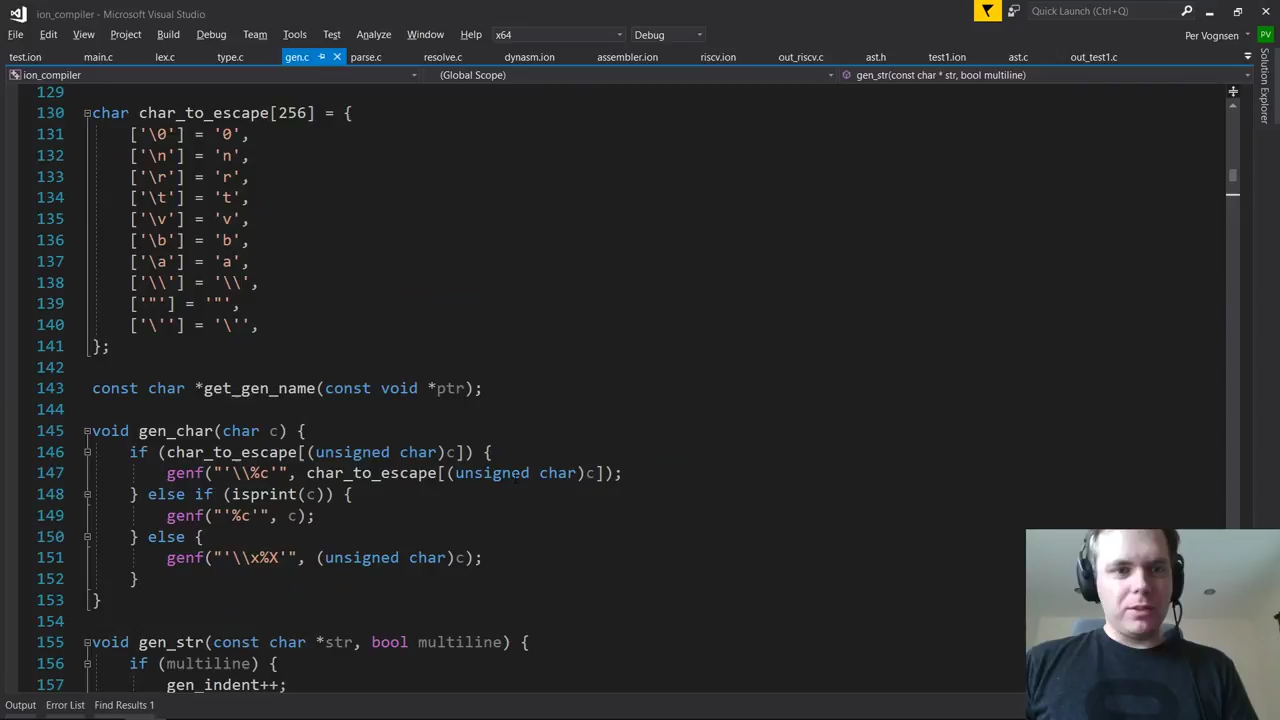 ion_compiler - Microsoft Visual Studio
Quick Launch (Ctrl+Q)
File Edit View Project Build Debug Team Tools Test Analyze Window Help x64 Debug Per Vognsen PV
test.ion main.c lex.c type.c gen.c parse.c resolve.c dynasm.ion assembler.ion riscv.ion out_riscv.c ast.h test1.ion ast.c out_test1.c
ion_compiler (Global Scope) gen_str(const char * str, bool multiline)
Solution Explorer
129
130 char char_to_escape[256] = {
131     ['\0'] = '0',
132     ['\n'] = 'n',
133     ['\r'] = 'r',
134     ['\t'] = 't',
135     ['\v'] = 'v',
136     ['\b'] = 'b',
137     ['\a'] = 'a',
138     ['\\'] = '\\',
139     ['"'] = '"',
140     ['\''] = '\'',
141 };
142
143 const char *get_gen_name(const void *ptr);
144
145 void gen_char(char c) {
146     if (char_to_escape[(unsigned char)c]) {
147         genf("'\\%c'", char_to_escape[(unsigned char)c]);
148     } else if (isprint(c)) {
149         genf("'%c'", c);
150     } else {
151         genf("'\\x%X'", (unsigned char)c);
152     }
153 }
154
155 void gen_str(const char *str, bool multiline) {
156     if (multiline) {
157         gen_indent++;
Output Error List Find Results 1